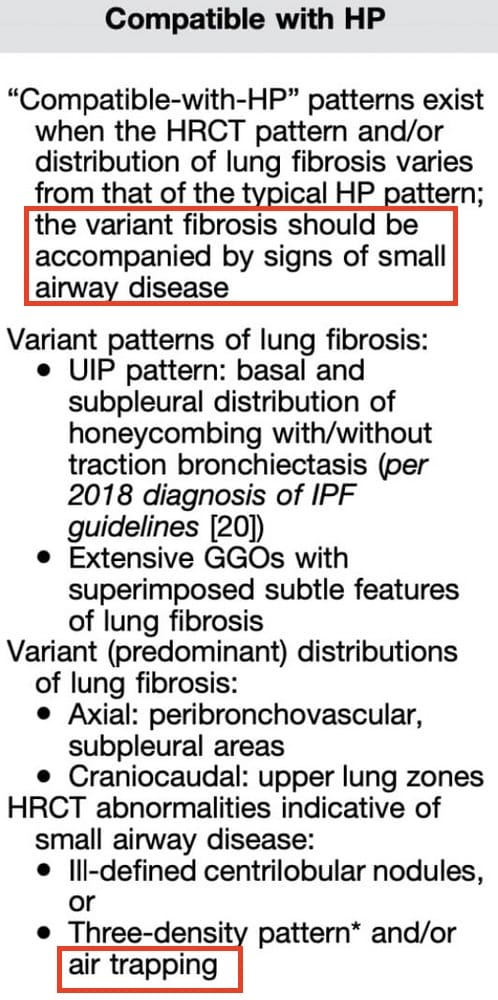 Compatible with HP
“Compatible-with-HP” patterns exist
when the HRCT pattern and/or
distribution of lung fibrosis varies
from that of the typical HP pattern;
the variant fibrosis should be
accompanied by signs of small
airway disease
Variant patterns of lung fibrosis:
● UIP pattern: basal and
subpleural distribution of
honeycombing with/without
traction bronchiectasis (per
2018 diagnosis of IPF
guidelines [20])
● Extensive GGOs with
superimposed subtle features
of lung fibrosis
Variant (predominant) distributions
of lung fibrosis:
● Axial: peribronchovascular,
subpleural areas
● Craniocaudal: upper lung zones
HRCT abnormalities indicative of
small airway disease:
● Ill-defined centrilobular nodules,
or
● Three-density pattern* and/or
air trapping